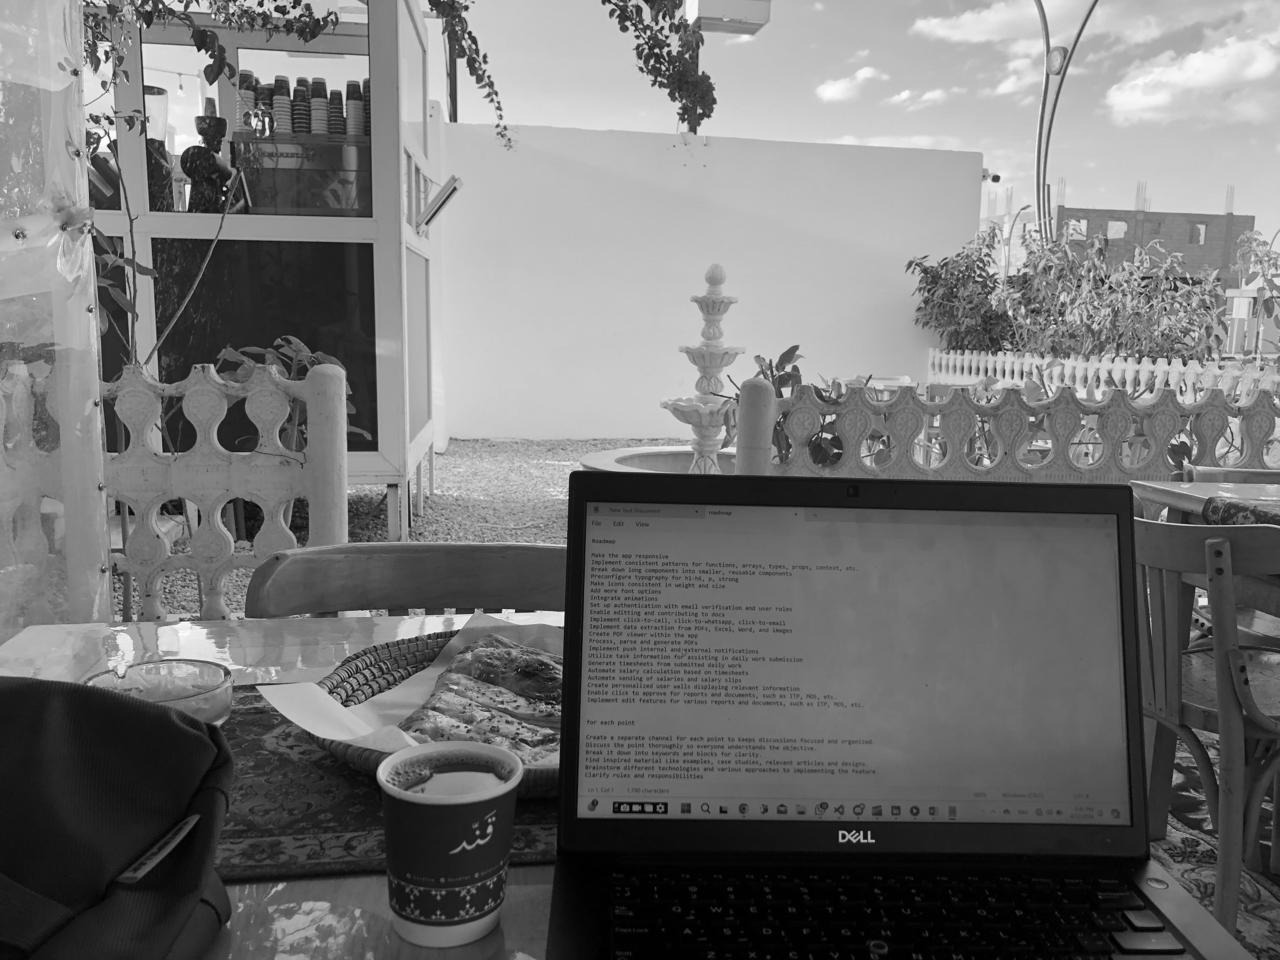 New Text Document
roadmap
File Edit View
Roadmap
Make the app responsive
Implement consistent patterns for functions, arrays, types, props, context, etc.
Break down long components into smaller, reusable components
Preconfigure typography for h1-h6, p, strong
Make icons consistent in weight and size
Add more font options
Integrate animations
Set up authentication with email verification and user roles
Enable editting and contributing to docs
Implement click-to-call, click-to-whatsapp, click-to-email
Implement data extraction from PDFs, Excel, Word, and images
Create PDF viewer within the app
Process, parse and generate PDFs
Implement push internal and external notifications
Utilize task information for assisting in daily work submission
Generate timesheets from submitted daily work
Automate salary calculation based on timesheets
Automate sending of salaries and salary slips
Create personalized user walls displaying relevant information
Enable click to approve for reports and documents, such as ITP, MOS, etc.
Implement edit features for various reports and documents, such as ITP, MOS, etc.
for each point
Create a separate channel for each point to keeps discussions focused and organized.
Discuss the point thoroughly so everyone understands the objective.
Break it down into keywords and blocks for clarity.
Find inspired material like examples, case studies, relevant articles and designs.
Brainstorm different technologies and various approaches to implementing the feature
Clarify roles and responsibilities
Ln 1, Col 1
DELL
قَنّد